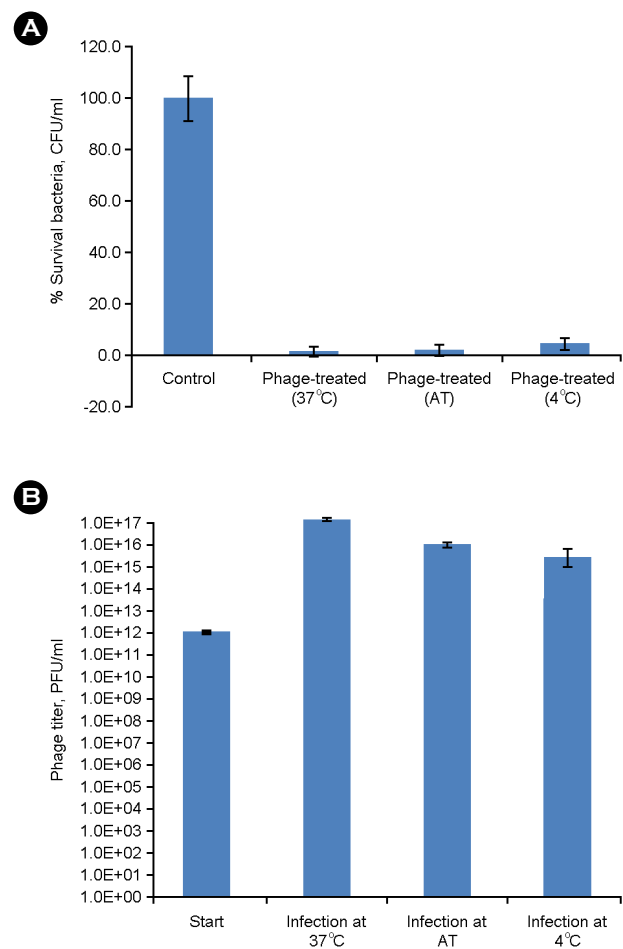 A
% Survival bacteria, CFU/ml
120.0
100.0
80.0
60.0
40.0
20.0
0.0
-20.0
Control
Phage-treated
(37°C)
Phage-treated
(AT)
Phage-treated
(4°C)
B
Phage titer, PFU/ml
1.0E+17
1.0E+16
1.0E+15
1.0E+14
1.0E+13
1.0E+12
1.0E+11
1.0E+10
1.0E+09
1.0E+08
1.0E+07
1.0E+06
1.0E+05
1.0E+04
1.0E+03
1.0E+02
1.0E+01
1.0E+00
Start
Infection at
37°C
Infection at
AT
Infection at
4°C